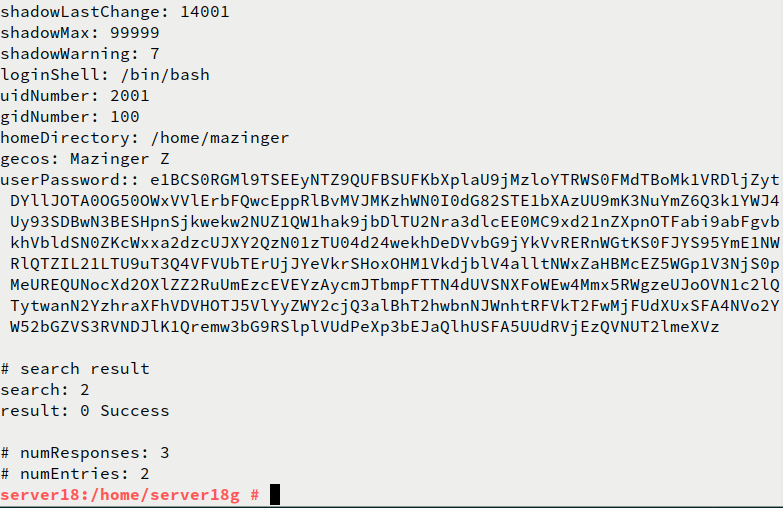 shadowLastChange: 14001
shadowMax: 99999
shadowWarning: 7
loginShell: /bin/bash
uidNumber: 2001
gidNumber: 100
homeDirectory: /home/mazinger
gecos: Mazinger Z
userPassword:: e1BCS0RGMl9TSEEyNTZ9QUFBSUFKbXplaU9jMzloYTRWS0FMdTBoMk1VRDljZyt
DYllJOTA0OG50OWxVVlErbFQwcEppRlBvMVJMKzhWN0I0dG82STE1bXAzUU9mK3NuYmZ6Q3k1YWJ4
Uy93SDBwN3BESHpnSjkwekw2NUZ1QW1hak9jbDlTU2Nra3dlcEE0MC9xd21nZXpnOTFabi9abFgvb
khVbldSN0ZKcWxxa2dzcUJXY2QzN01zTU04d24wekhDeDVvbG9jYkVvRERnWGtKS0FJYS95YmE1NW
RlQTZIL21LTU9uT3Q4VFVUbTErUjJYeVkrSHoxOHM1VkdjblV4alltNWxZaHBMcEZ5WGp1V3NjS0p
MeUREQUNocXd2OXlZZ2RuUmEzcEVEYzAycmJTbmpFTTN4dUVSNXFoWEw4Mmx5RWgzeUJoOVN1c2lQ
TytwanN2YzhraXFhVDVHOTJ5VlYyZWY2cjQ3alBhT2hwbnNJWnhtRFVkT2FwMjFUdXUxSFA4NVo2Y
W52bGZVS3RVNDJlK1Qremw3bG9RSlplVUdPeXp3bEJaQlhUSFA5UUdRVjEzQVNUT2lmeXVz
# search result
search: 2
result: 0 Success
# numResponses: 3
# numEntries: 2
server18:/home/server18g #